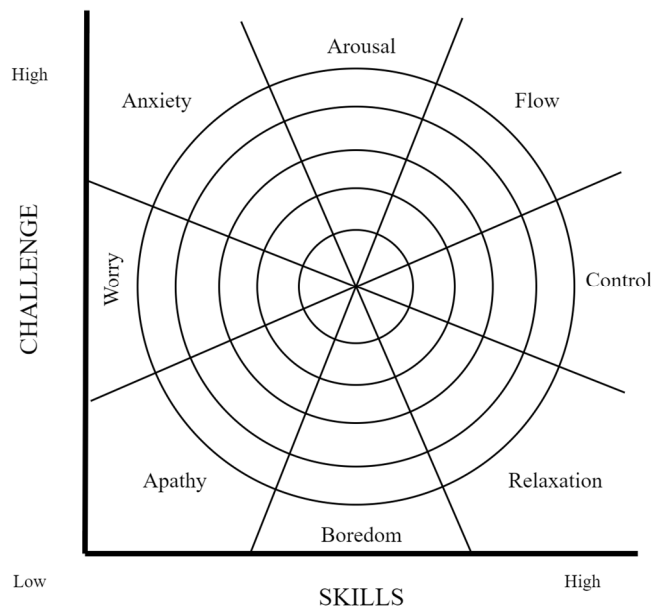 Arousal
High
Anxiety
Flow
CHALLENGE
Worry
Control
Apathy
Relaxation
Boredom
Low
High
SKILLS